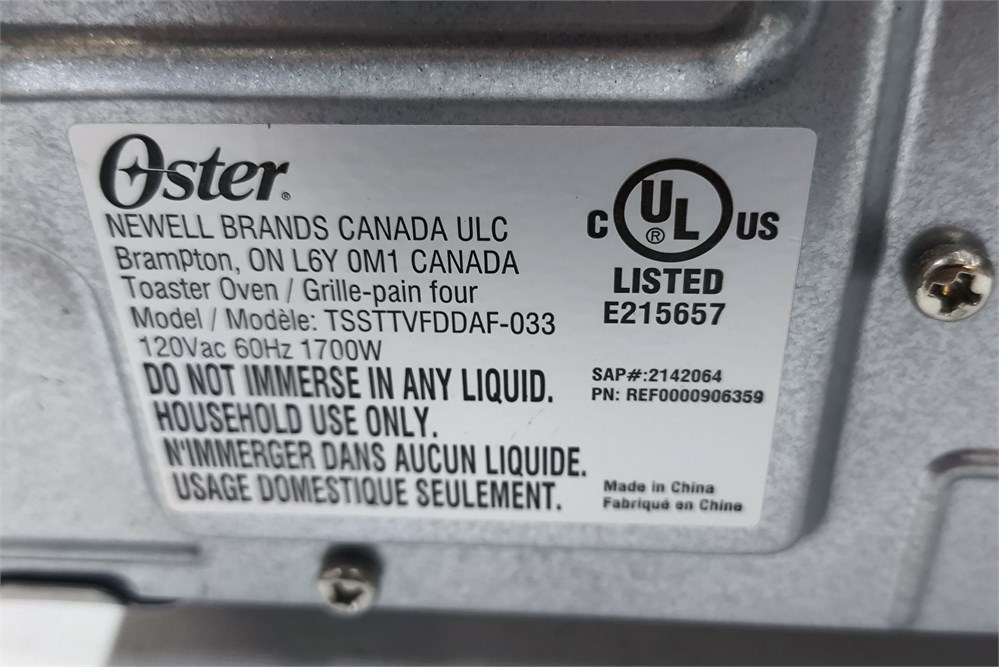 Oster®
NEWELL BRANDS CANADA ULC
Brampton, ON L6Y 0M1 CANADA
Toaster Oven / Grille-pain four
Model / Modèle: TSSTTVFDDAF-033
120Vac 60Hz 1700W
DO NOT IMMERSE IN ANY LIQUID.
HOUSEHOLD USE ONLY.
N'IMMERGER DANS AUCUN LIQUIDE.
USAGE DOMESTIQUE SEULEMENT.
C UL® US
LISTED
E215657
SAP#:2142064
PN: REF0000906359
Made in China
Fabriqué en Chine